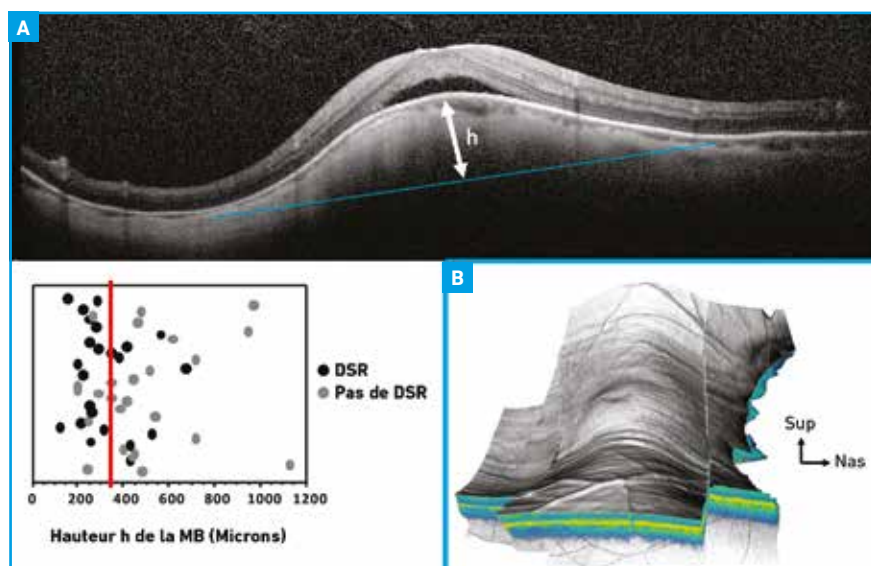 A
h
DSR
Pas de DSR
0 200 400 600 800 1000 1200
Hauteur h de la MB (Microns)
B
Sup
Nas